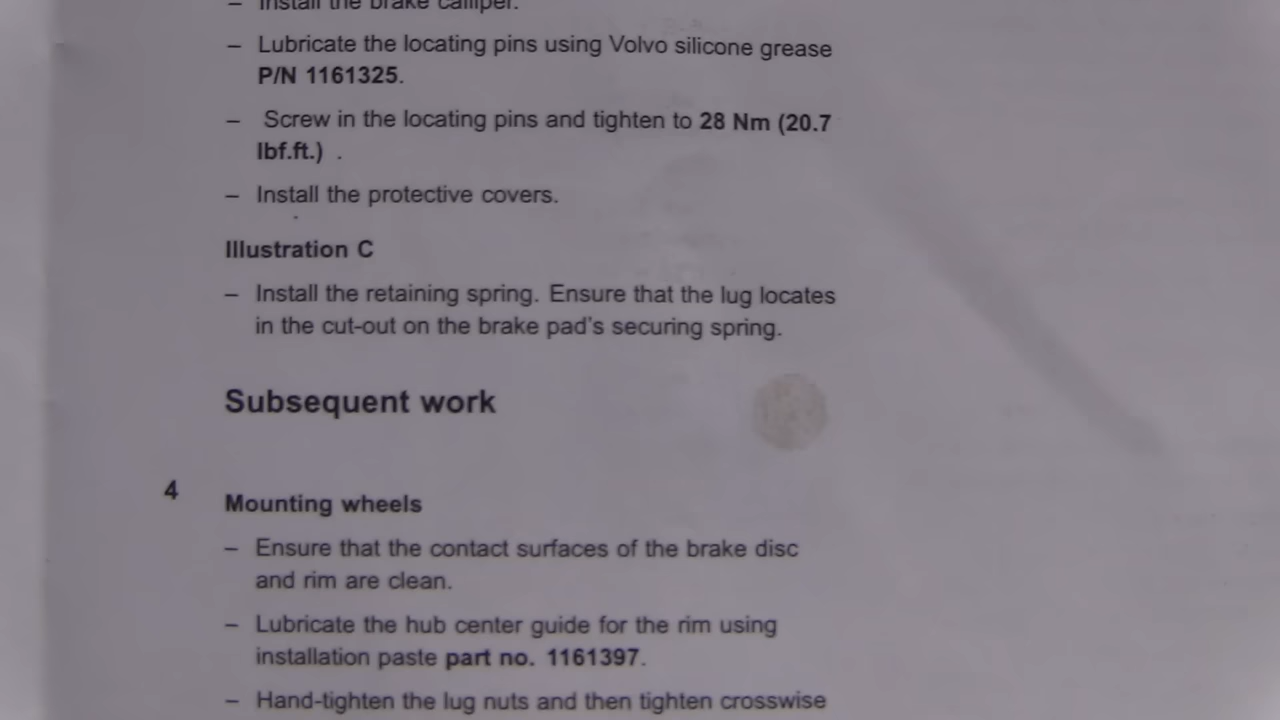 – Install the brake calliper.
– Lubricate the locating pins using Volvo silicone grease
P/N 1161325.
– Screw in the locating pins and tighten to 28 Nm (20.7
lbf.ft.) .
– Install the protective covers.
Illustration C
– Install the retaining spring. Ensure that the lug locates
in the cut-out on the brake pad's securing spring.
Subsequent work
4 Mounting wheels
– Ensure that the contact surfaces of the brake disc
and rim are clean.
– Lubricate the hub center guide for the rim using
installation paste part no. 1161397.
– Hand-tighten the lug nuts and then tighten crosswise